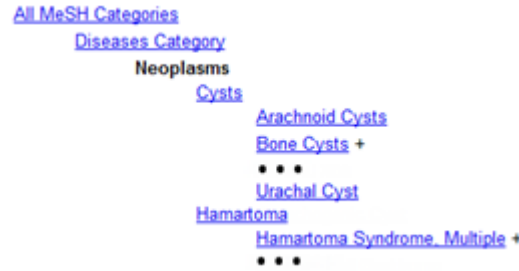 All MeSH Categories
Diseases Category
Neoplasms
Cysts
Arachnoid Cysts
Bone Cysts +
• • •
Urachal Cyst
Hamartoma
Hamartoma Syndrome, Multiple +
• • •